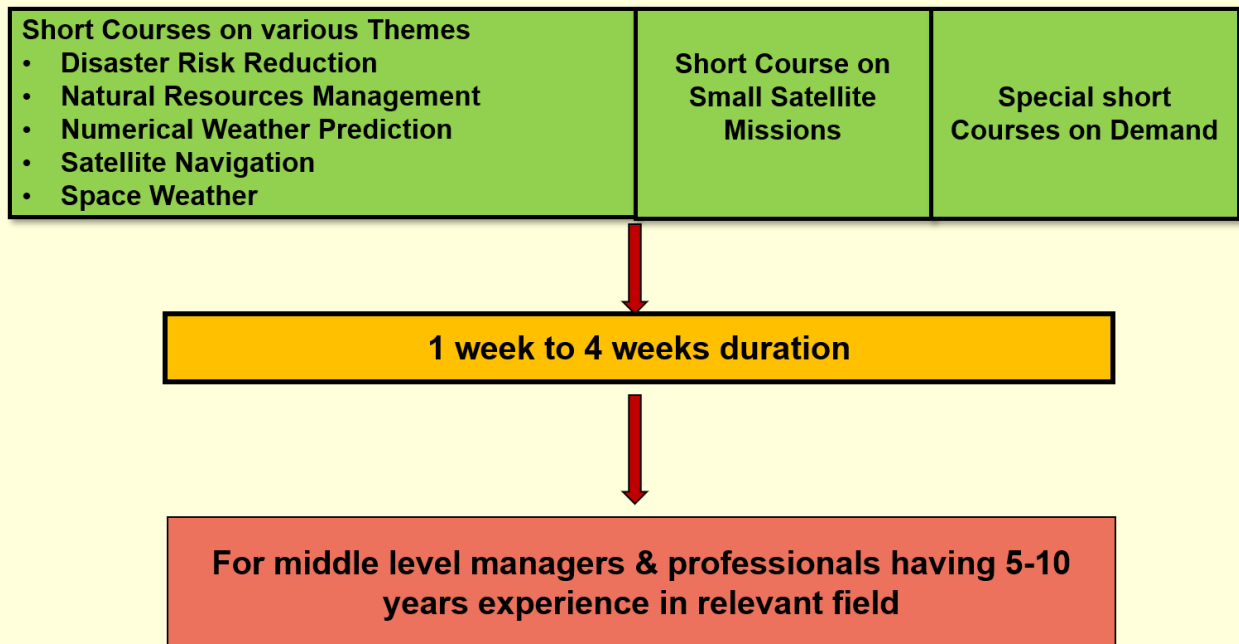 Short Courses on various Themes
• Disaster Risk Reduction
• Natural Resources Management
• Numerical Weather Prediction
• Satellite Navigation
• Space Weather
Short Course on
Small Satellite
Missions
Special short
Courses on Demand
1 week to 4 weeks duration
For middle level managers & professionals having 5-10
years experience in relevant field